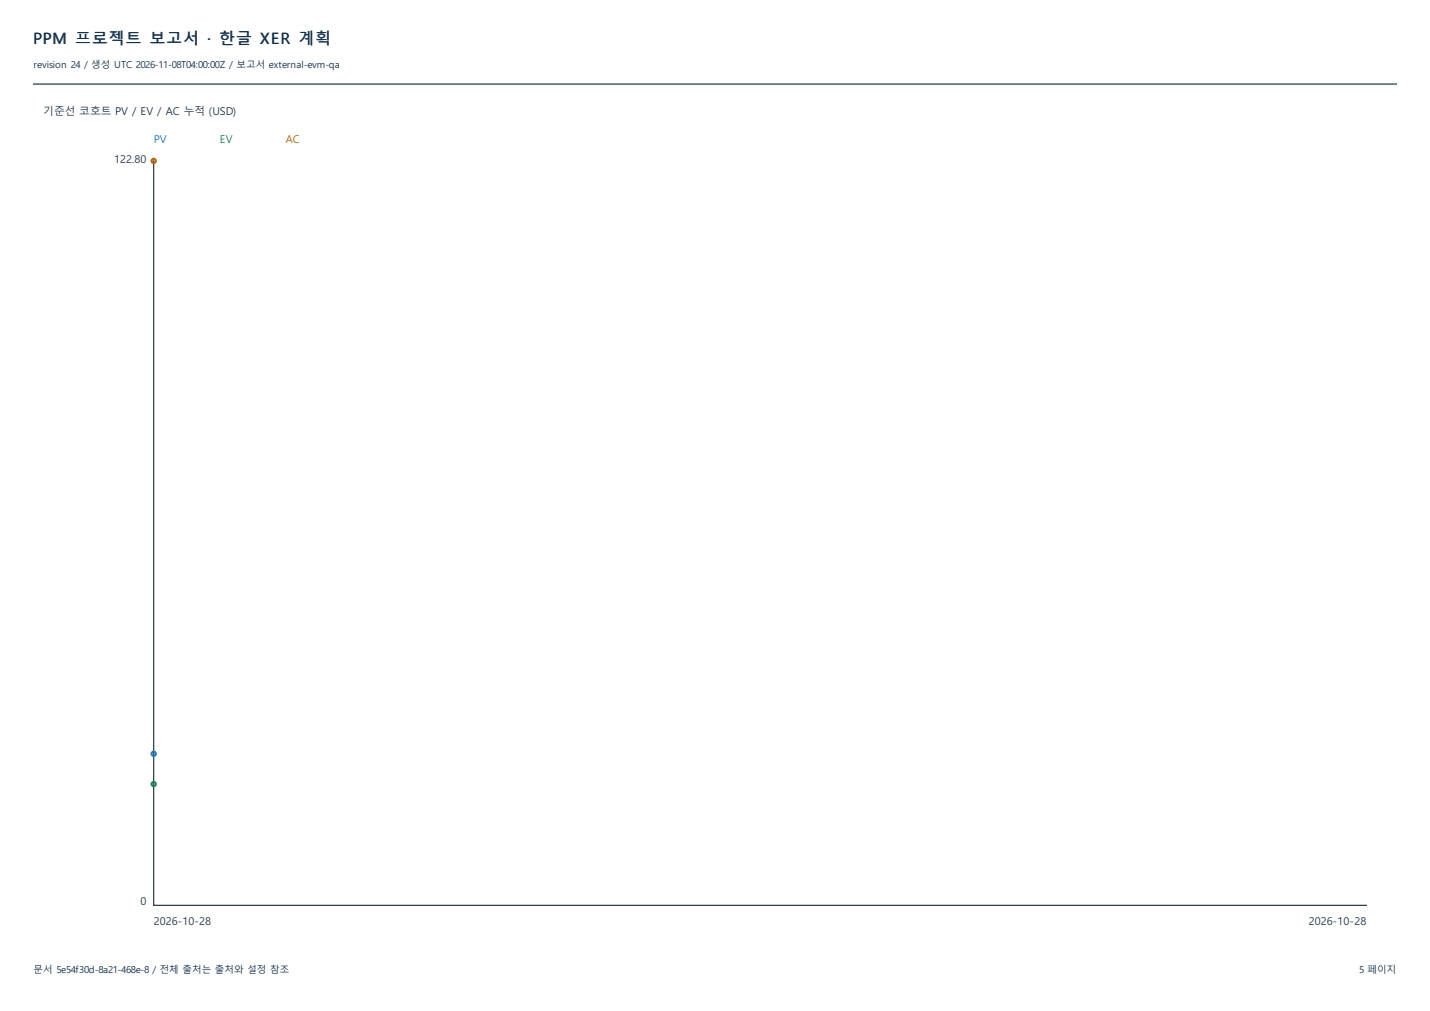 PPM 프로젝트 보고서 · 한글 XER 계획
revision 24 / 생성 UTC 2026-11-08T04:00:00Z / 보고서 external-evm-qa
기준선 코호트 PV / EV / AC 누적 (USD)
PV EV AC
122.80
0
2026-10-28 2026-10-28
문서 5e54f30d-8a21-468e-8 / 전체 출처는 출처와 설정 참조 5 페이지